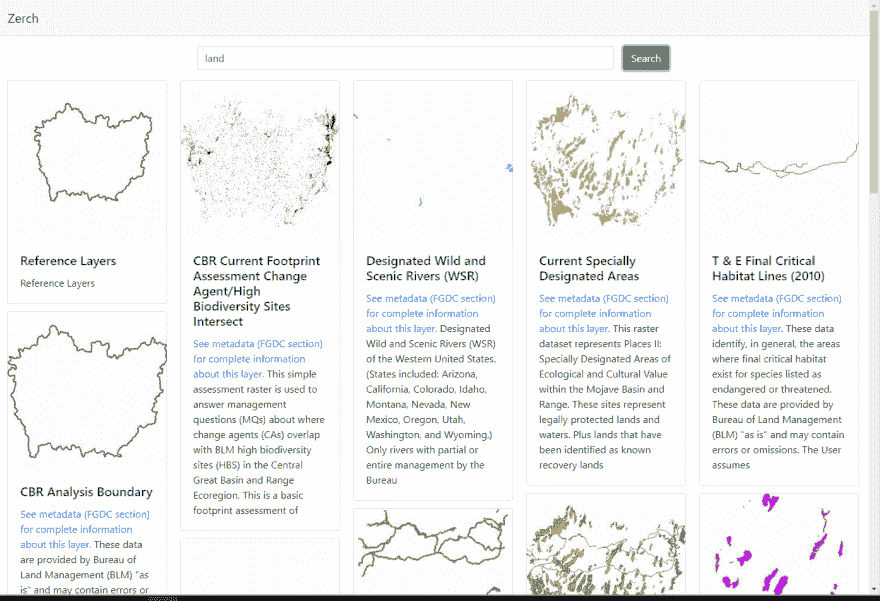 Zerch
land
Search
Reference Layers
Reference Layers
CBR Analysis Boundary
See metadata (FGDC section)
for complete information
about this layer. These data
are provided by Bureau of
Land Management (BLM) "as
is" and may contain errors or
CBR Current Footprint
Assessment Change
Agent/High
Biodiversity Sites
Intersect
See metadata (FGDC section)
for complete information
about this layer. This simple
assessment raster is used to
answer management
questions (MQs) about where
change agents (CAs) overlap
with BLM high biodiversity
sites (HBS) in the Central
Great Basin and Range
Ecoregion. This is a basic
footprint assessment of
Designated Wild and
Scenic Rivers (WSR)
See metadata (FGDC section)
for complete information
about this layer. Designated
Wild and Scenic Rivers (WSR)
of the Western United States.
(States included: Arizona,
California, Colorado, Idaho,
Montana, Nevada, New
Mexico, Oregon, Utah,
Washington, and Wyoming.)
Only rivers with partial or
entire management by the
Bureau
Current Specially
Designated Areas
See metadata (FGDC section)
for complete information
about this layer. This raster
dataset represents Places II:
Specially Designated Areas of
Ecological and Cultural Value
within the Mojave Basin and
Range. These sites represent
legally protected lands and
waters. Plus lands that have
been identified as known
recovery lands
T & E Final Critical
Habitat Lines (2010)
See metadata (FGDC section)
for complete information
about this layer. These data
identify, in general, the areas
where final critical habitat
exist for species listed as
endangered or threatened.
These data are provided by
Bureau of Land Management
(BLM) "as is" and may contain
errors or omissions. The User
assumes